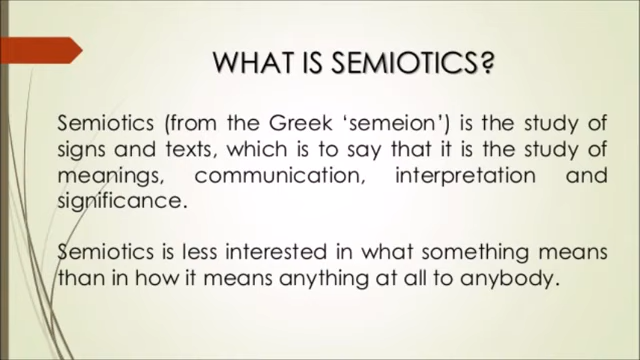 WHAT IS SEMIOTICS?
Semiotics (from the Greek ‘semeion’) is the study of
signs and texts, which is to say that it is the study of
meanings, communication, interpretation and
significance.
Semiotics is less interested in what something means
than in how it means anything at all to anybody.